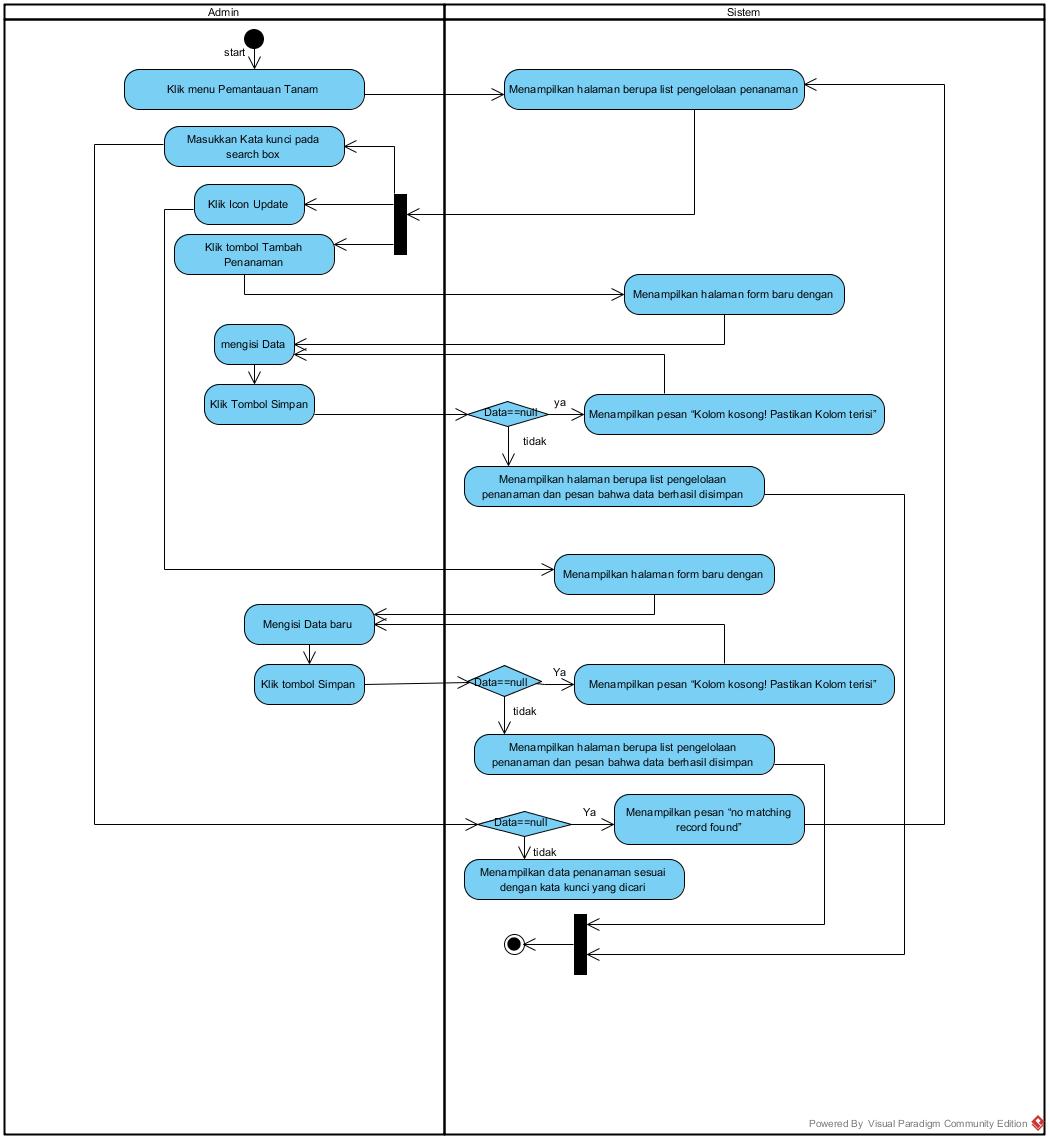 Admin
Sistem
start
Klik menu Pemantauan Tanam
Menampilkan halaman berupa list pengelolaan penanaman
Masukkan Kata kunci pada
search box
Klik Icon Update
Klik tombol Tambah
Penanaman
Menampilkan halaman form baru dengan
mengisi Data
Klik Tombol Simpan
Data==null
ya
Menampilkan pesan “Kolom kosong! Pastikan Kolom terisi”
tidak
Menampilkan halaman berupa list pengelolaan
penanaman dan pesan bahwa data berhasil disimpan
Menampilkan halaman form baru dengan
Mengisi Data baru
Klik tombol Simpan
Data==null
Ya
Menampilkan pesan “Kolom kosong! Pastikan Kolom terisi”
tidak
Menampilkan halaman berupa list pengelolaan
penanaman dan pesan bahwa data berhasil disimpan
Data==null
Ya
Menampilkan pesan “no matching
record found”
tidak
Menampilkan data penanaman sesuai
dengan kata kunci yang dicari
Powered By Visual Paradigm Community Edition